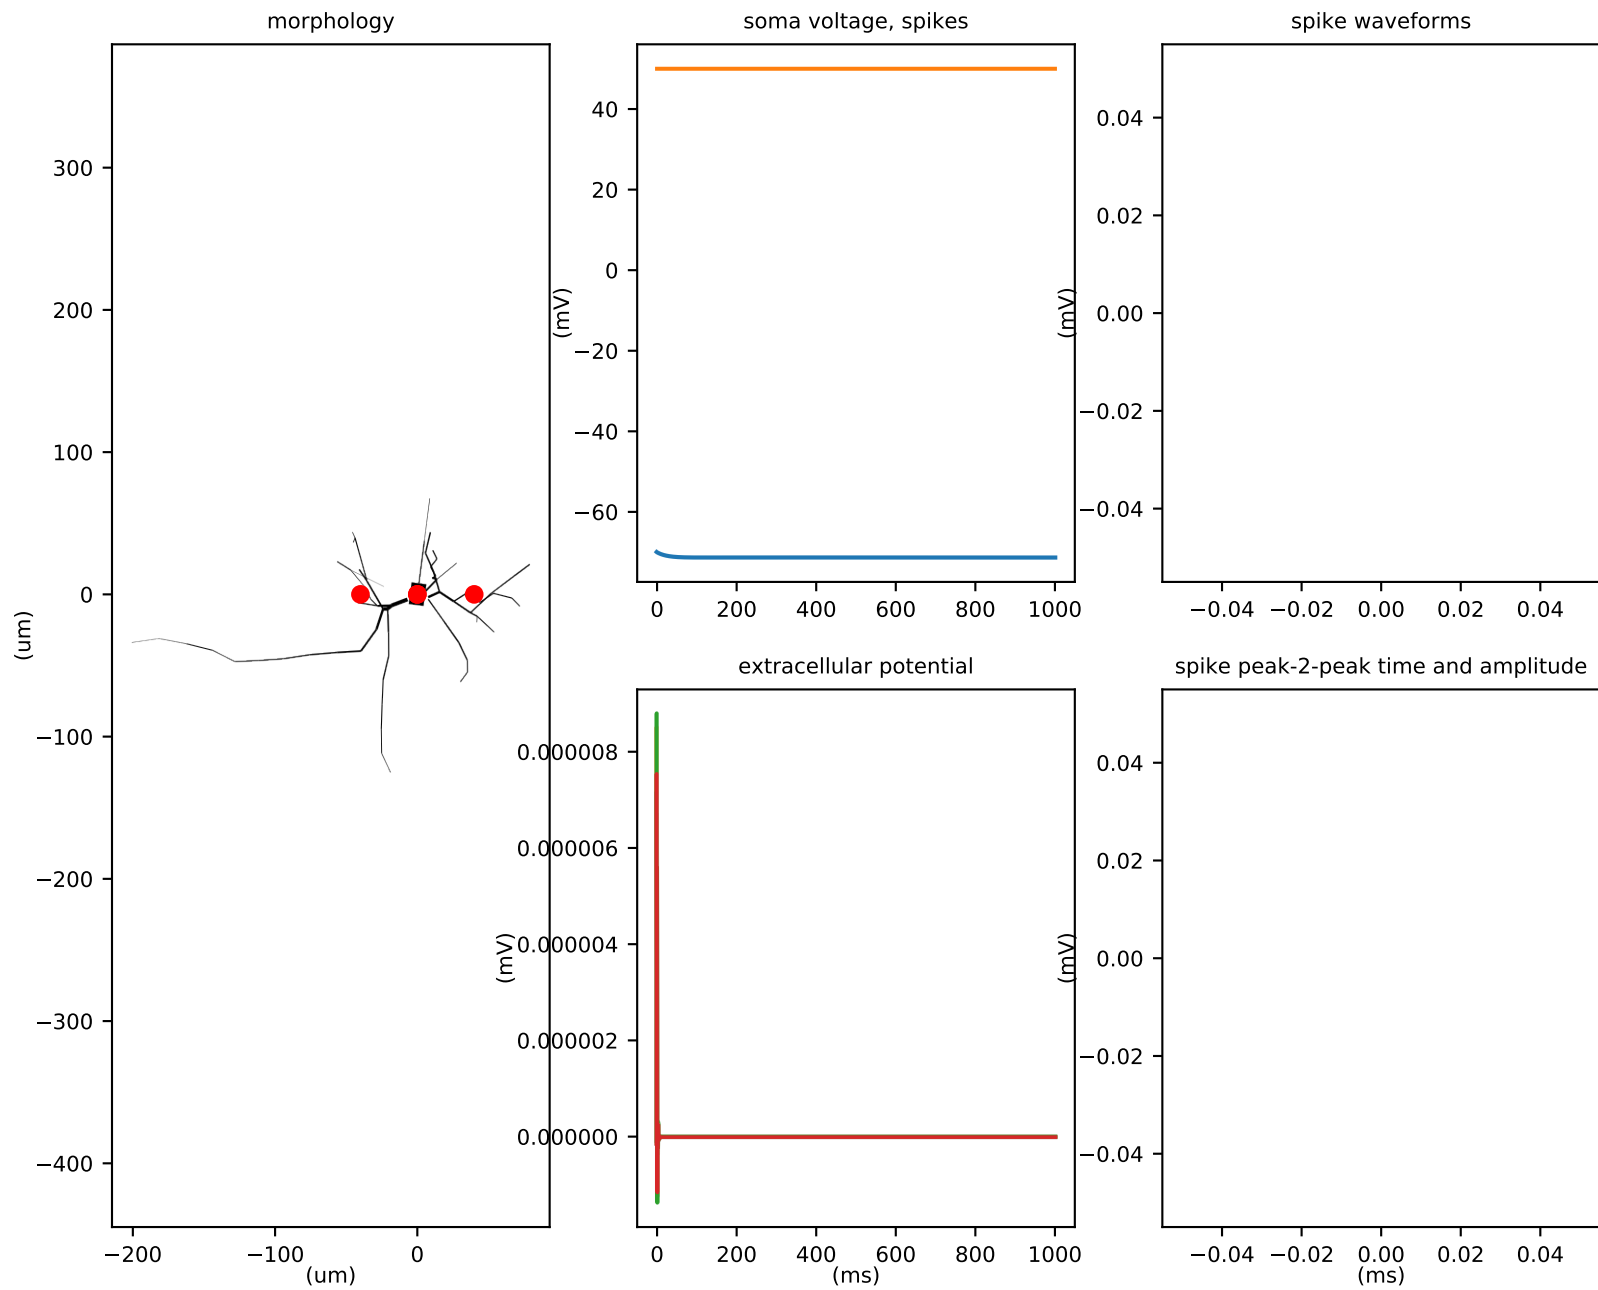 morphology
300
200
100
0
−100
−200
−300
−400
(um)
−200 −100 0
(um)
soma voltage, spikes
40
20
0
−20
−40
−60
(mV)
0 200 400 600 800 1000
spike waveforms
0.04
0.02
0.00
−0.02
−0.04
(mV)
−0.04 −0.02 0.00 0.02 0.04
extracellular potential
0.000008
0.000006
0.000004
0.000002
0.000000
(mV)
0 200 400 600 800 1000
(ms)
spike peak-2-peak time and amplitude
0.04
0.02
0.00
−0.02
−0.04
(mV)
−0.04 −0.02 0.00 0.02 0.04
(ms)